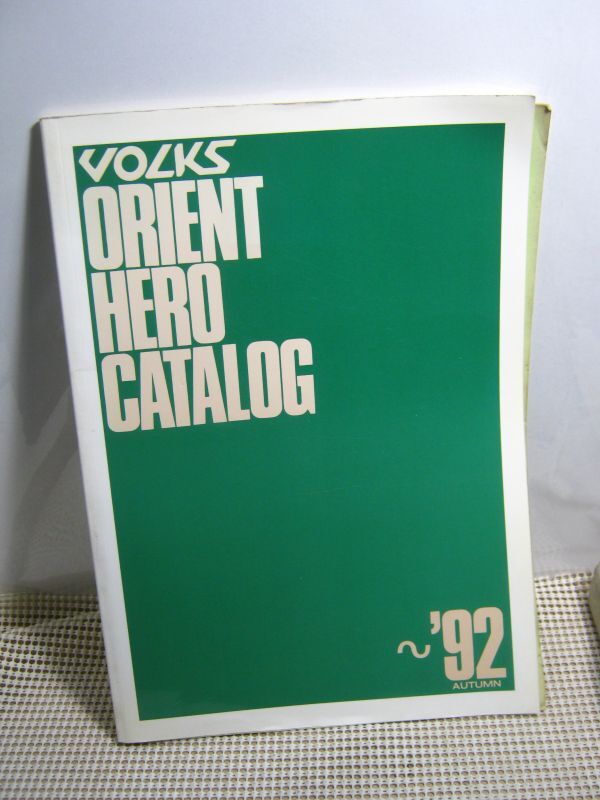 VOLKS
ORIENT
HERO
CATALOG
~'92
AUTUMN